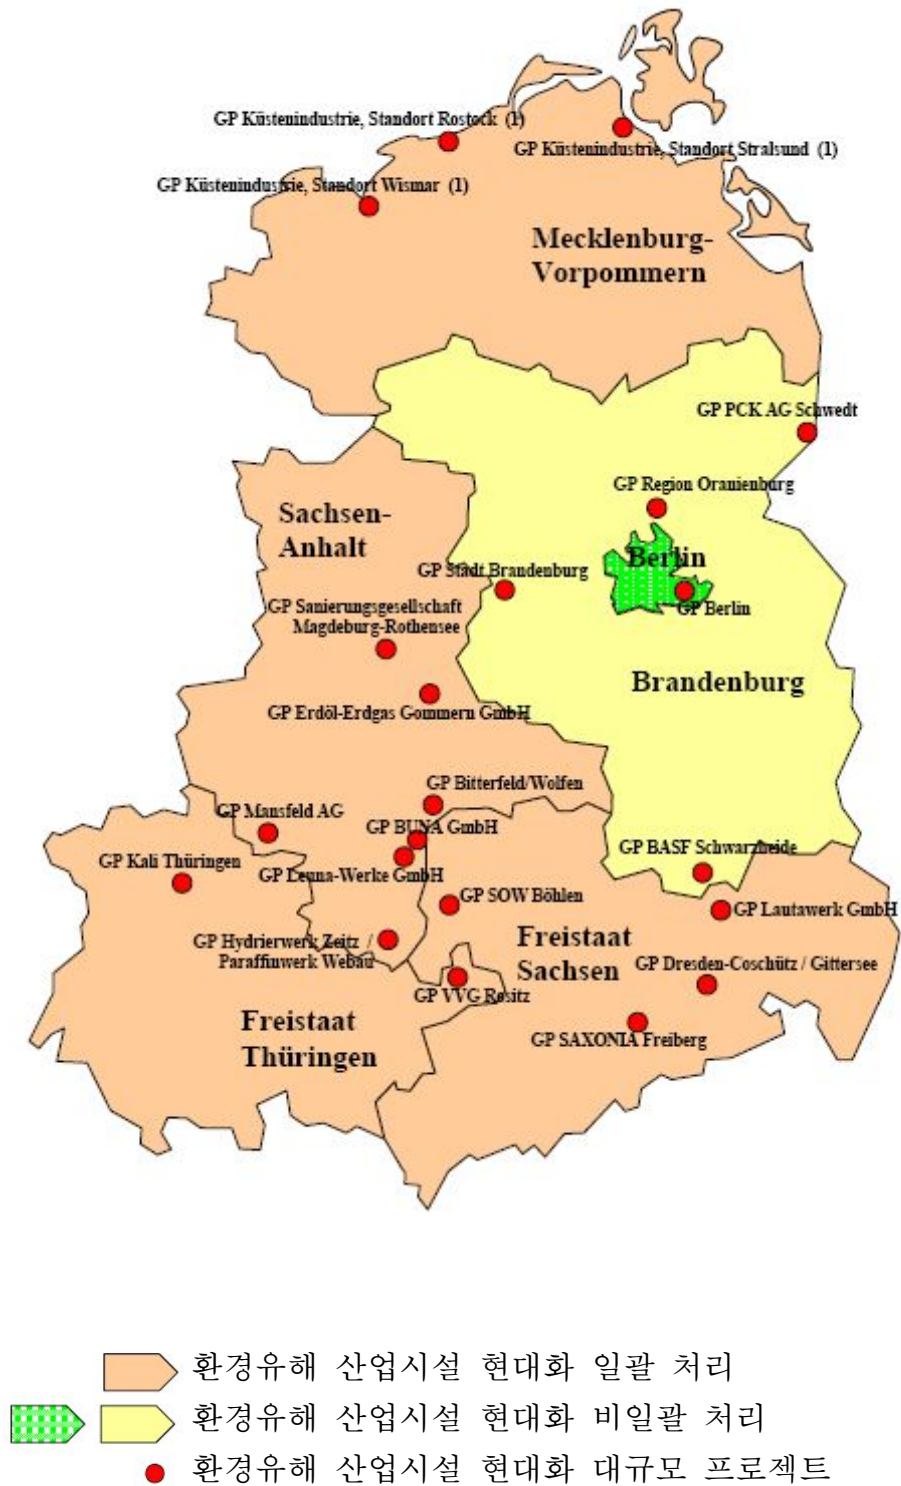 GP Küstenindustrie, Standort Rostock (1)
GP Küstenindustrie, Standort Stralsund (1)
GP Küstenindustrie, Standort Wismar (1)
Mecklenburg-
Vorpommern
GP PCK AG Schwedt
GP Region Oranienburg
Sachsen-
Anhalt
Berlin
GP Stadt Brandenburg
GP Berlin
GP Sanierungsgesellschaft
Magdeburg-Rothensee
Brandenburg
GP Erdöl-Erdgas Gommern GmbH
GP Bitterfeld/Wolfen
GP Mansfeld AG
GP BUNA GmbH
GP BASF Schwarzheide
GP Kali Thüringen
GP Leuna-Werke GmbH
GP SOW Böhlen
GP Lautawerk GmbH
GP Hydrierwerk Zeitz /
Paraffinwerk Webau
Freistaat
Sachsen
GP Dresden-Coschütz / Gittersee
GP VVG Rositz
Freistaat
Thüringen
GP SAXONIA Freiberg
환경유해 산업시설 현대화 일괄 처리
환경유해 산업시설 현대화 비일괄 처리
환경유해 산업시설 현대화 대규모 프로젝트